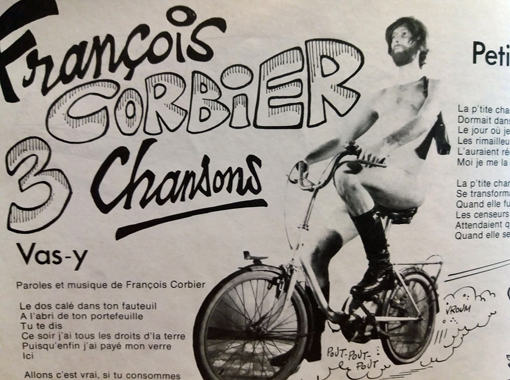 François
CORBiER
3
Chansons
Vas-y
Paroles et musique de François Corbier
Le dos calé dans ton fauteuil
A l'abri de ton portefeuille
Tu te dis
Ce soir j'ai tous les droits d'la terre
Puisqu'enfin j'ai payé mon verre
Ici
Allons c'est vrai, si tu consommes
Peti
La p'tite cha
Dormait dans
Le jour où je
Les rimailleu
L'auraient ré
Moi je me la
La p'tite cha
Se transforma
Quand elle fu
Les censeurs
Attendaient q
Quand elle se
VROUM
POUT-POUT-
POUT